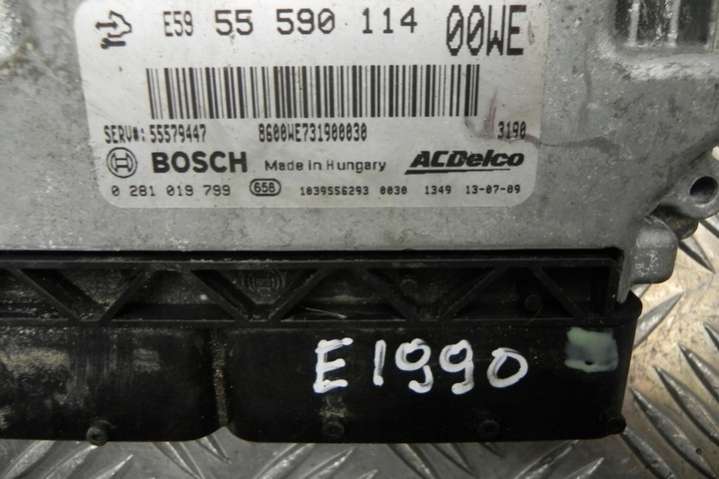 E59 55 590 114 00WE
SERV#: 55579447 8600WE731900030 3190
BOSCH Made in Hungary ACDelco
0 281 019 799 656 1039S56293 0030 1349 13-07-09
E1990